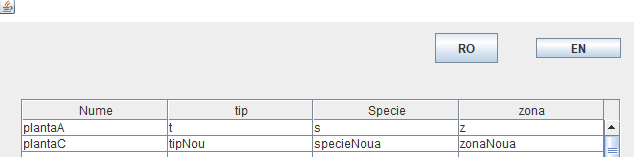 RO EN
Nume tip Specie zona
plantaA t s z
plantaC tipNou specieNoua zonaNoua